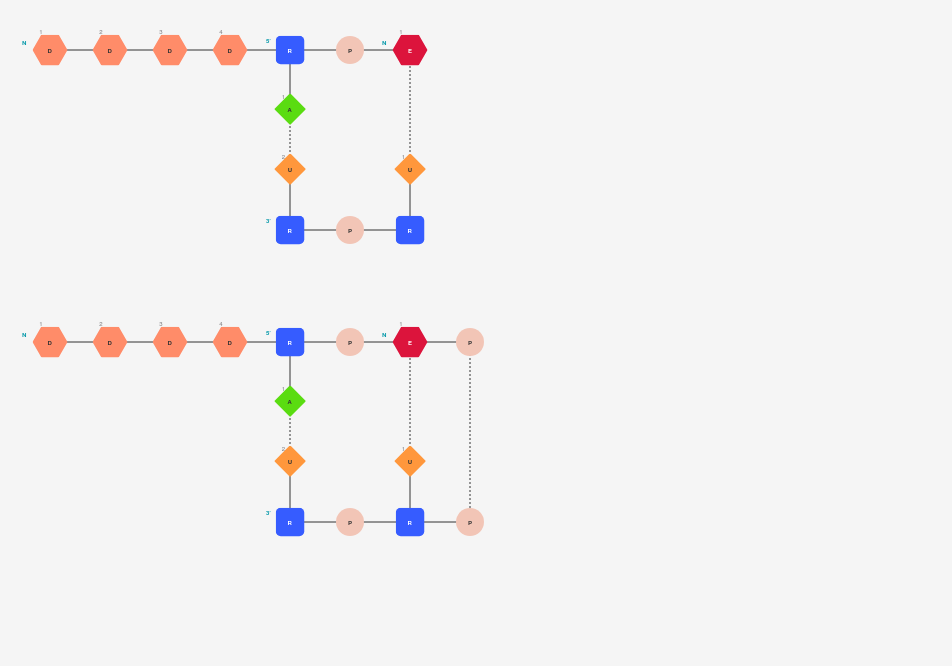 1 2 3 4 5' 1
N D D D D R P N E
1
A
2 1
U U
3' R P R
1 2 3 4 5' 1
N D D D D R P N E P
1
A
2 1
U U
3' R P R P